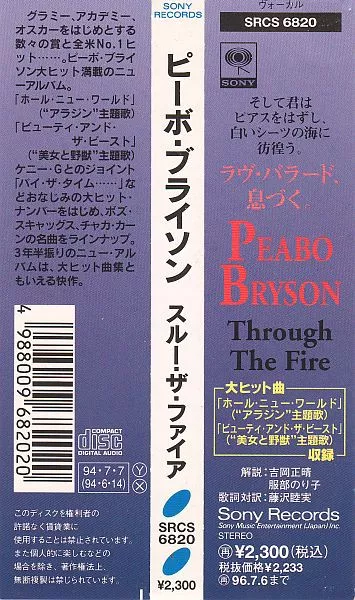 グラミー、アカデミー、
オスカーをはじめとする
数々の賞と全米No.1ヒ
ット……。ピーボ・ブライ
ソン大ヒット満載のニュ
ーアルバム。
「ホール・ニュー・ワールド」
(“アラジン”主題歌)
「ビューティ・アンド・
ザ・ビースト」
(“美女と野獣”主題歌)
ケニー・Gとのジョイント
「バイ・ザ・タイム……」な
どおなじみの大ヒット・
ナンバーをはじめ、ボズ・
スキャッグス、チャカ・カー
ンの名曲をラインナップ。
3年半振りのニュー・アル
バムは、大ヒット曲集と
もいえる快作。
4 988009 682020
COMPACT
disc
DIGITAL AUDIO
94・7・7 Y
(94・6・14) X
このディスクを権利者の
許諾なく賃貸業に
使用することは禁止されています。
また個人的に楽しむなどの
場合を除き、著作権法上、
無断複製は禁じられています。
SONY
RECORDS
ピーボ・ブライソン スルー・ザ・ファイア
SRCS
6820
¥2,300
ヴォーカル
SRCS 6820
SONY
そして君は
ピアスをはずし、
白いシーツの海に
彷徨う。
ラヴ・バラード、
息づく。
PEABO
BRYSON
Through
The Fire
大ヒット曲
「ホール・ニュー・ワールド」
(“アラジン”主題歌)
「ビューティ・アンド・ザ・ビースト」
(“美女と野獣”主題歌)
収録
解説：吉岡正晴
服部のり子
歌詞対訳：藤沢睦実
Sony Records
Sony Music Entertainment (Japan) Inc.
STEREO
再 ¥2,300(税込)
税抜価格¥2,233
再 96.7.6まで